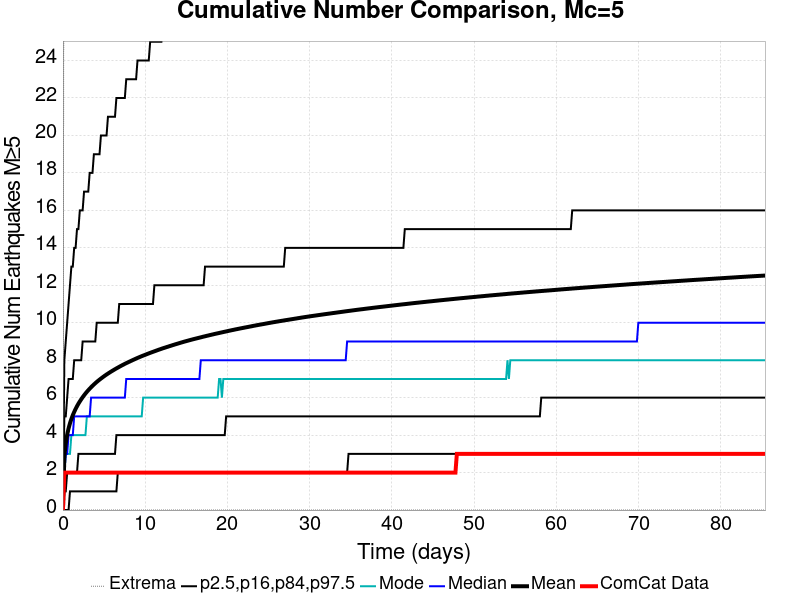 Cumulative Number Comparison, Mc=5
Cumulative Num Earthquakes M≥5
24
22
20
18
16
14
12
10
8
6
4
2
0
0 10 20 30 40 50 60 70 80
Time (days)
Extrema p2.5,p16,p84,p97.5 Mode Median Mean ComCat Data